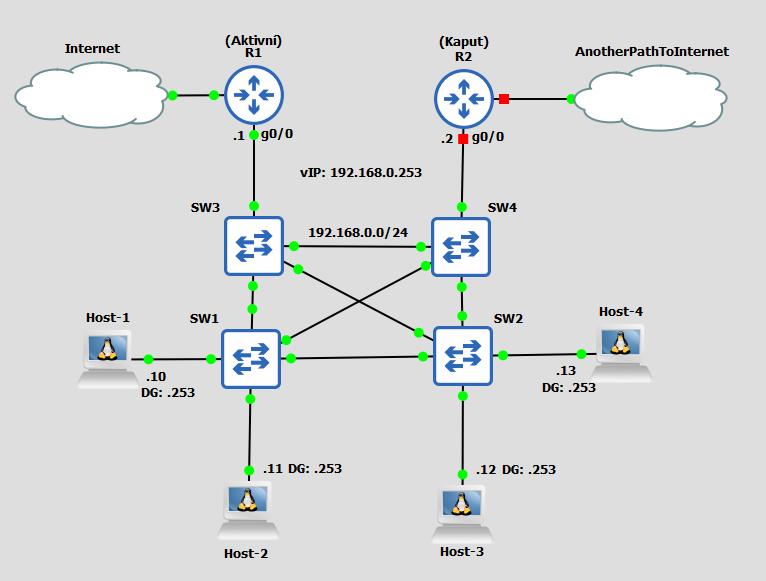 Internet
(Aktivní)
R1
(Kaput)
R2
AnotherPathToInternet
.1
g0/0
.2
g0/0
vIP: 192.168.0.253
SW3
SW4
192.168.0.0/24
Host-1
SW1
SW2
Host-4
.10
DG: .253
.13
DG: .253
.11 DG: .253
.12 DG: .253
Host-2
Host-3